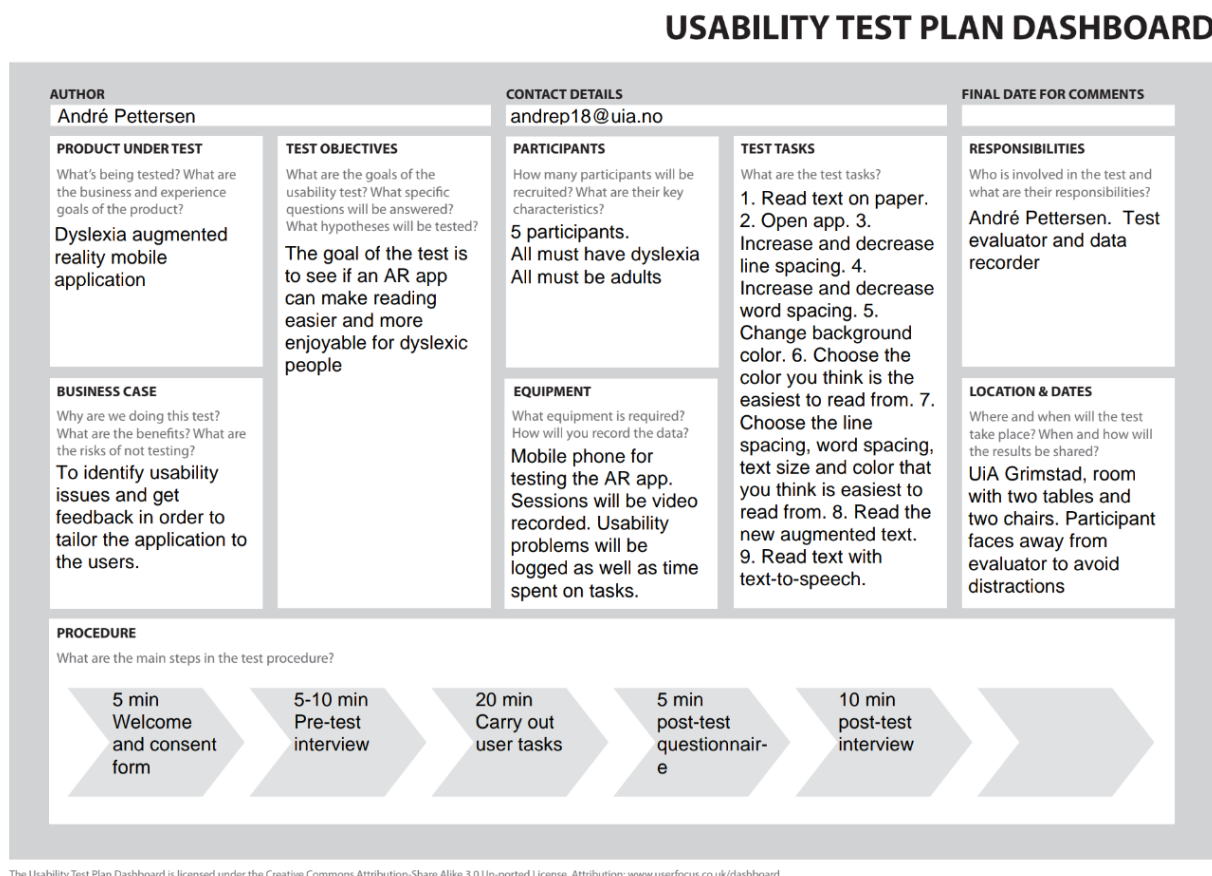 USABILITY TEST PLAN DASHBOARD
AUTHOR
André Pettersen
CONTACT DETAILS
andrep18@uia.no
FINAL DATE FOR COMMENTS
PRODUCT UNDER TEST
What's being tested? What are
the business and experience
goals of the product?
Dyslexia augmented
reality mobile
application
TEST OBJECTIVES
What are the goals of the
usability test? What specific
questions will be answered?
What hypotheses will be tested?
The goal of the test is
to see if an AR app
can make reading
easier and more
enjoyable for dyslexic
people
PARTICIPANTS
How many participants will be
recruited? What are their key
characteristics?
5 participants.
All must have dyslexia
All must be adults
TEST TASKS
What are the test tasks?
1. Read text on paper.
2. Open app. 3.
Increase and decrease
line spacing. 4.
Increase and decrease
word spacing. 5.
Change background
color. 6. Choose the
color you think is the
easiest to read from. 7.
Choose the line
spacing, word spacing,
text size and color that
you think is easiest to
read from. 8. Read the
new augmented text.
9. Read text with
text-to-speech.
RESPONSIBILITIES
Who is involved in the test and
what are their responsibilities?
André Pettersen. Test
evaluator and data
recorder
BUSINESS CASE
Why are we doing this test?
What are the benefits? What are
the risks of not testing?
To identify usability
issues and get
feedback in order to
tailor the application to
the users.
EQUIPMENT
What equipment is required?
How will you record the data?
Mobile phone for
testing the AR app.
Sessions will be video
recorded. Usability
problems will be
logged as well as time
spent on tasks.
LOCATION & DATES
Where and when will the test
take place? When and how will
the results be shared?
UiA Grimstad, room
with two tables and
two chairs. Participant
faces away from
evaluator to avoid
distractions
PROCEDURE
What are the main steps in the test procedure?
5 min
Welcome
and consent
form
5-10 min
Pre-test
interview
20 min
Carry out
user tasks
5 min
post-test
questionnair-
e
10 min
post-test
interview
The Usability Test Plan Dashboard is licensed under the Creative Commons Attribution-Share Alike 3.0 Un-ported License. Attribution: www.userfocus.co.uk/dashboard